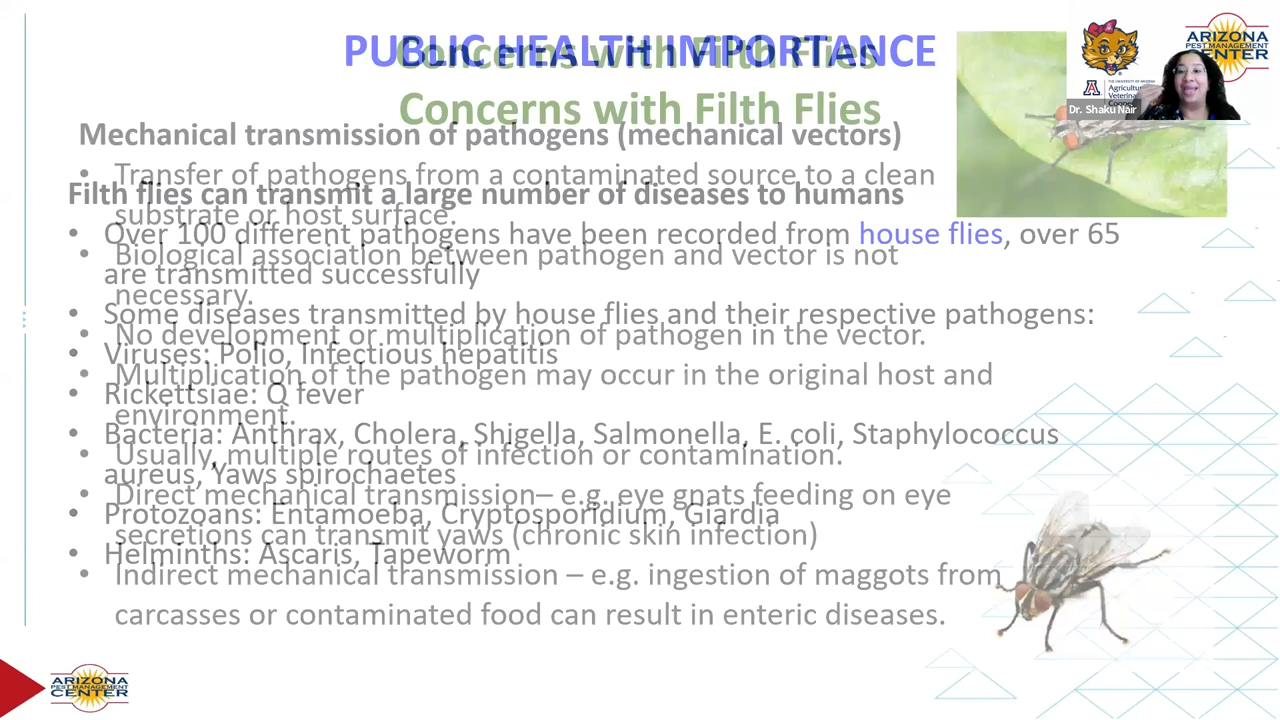 PUBLIC HEALTH IMPORTANCE
Concerns with Filth Flies
Concerns with Filth Flies
Mechanical transmission of pathogens (mechanical vectors)
• Transfer of pathogens from a contaminated source to a clean
substrate or host surface.
• Biological association between pathogen and vector is not
necessary.
• No development or multiplication of pathogen in the vector.
• Multiplication of the pathogen may occur in the original host and
environment.
• Usually, multiple routes of infection or contamination.
• Direct mechanical transmission– e.g. eye gnats feeding on eye
secretions can transmit yaws (chronic skin infection)
• Indirect mechanical transmission – e.g. ingestion of maggots from
carcasses or contaminated food can result in enteric diseases.
Filth flies can transmit a large number of diseases to humans
• Over 100 different pathogens have been recorded from house flies, over 65
are transmitted successfully
• Some diseases transmitted by house flies and their respective pathogens:
• Viruses: Polio, Infectious hepatitis
• Rickettsiae: Q fever
• Bacteria: Anthrax, Cholera, Shigella, Salmonella, E. coli, Staphylococcus
aureus, Yaws spirochaetes
• Protozoans: Entamoeba, Cryptosporidium, Giardia
• Helminths: Ascaris, Tapeworm
ARIZONA
PEST MANAGEMENT
CENTER
Dr. Shaku Nair
ARIZONA
PEST MANAGEMENT
CENTER